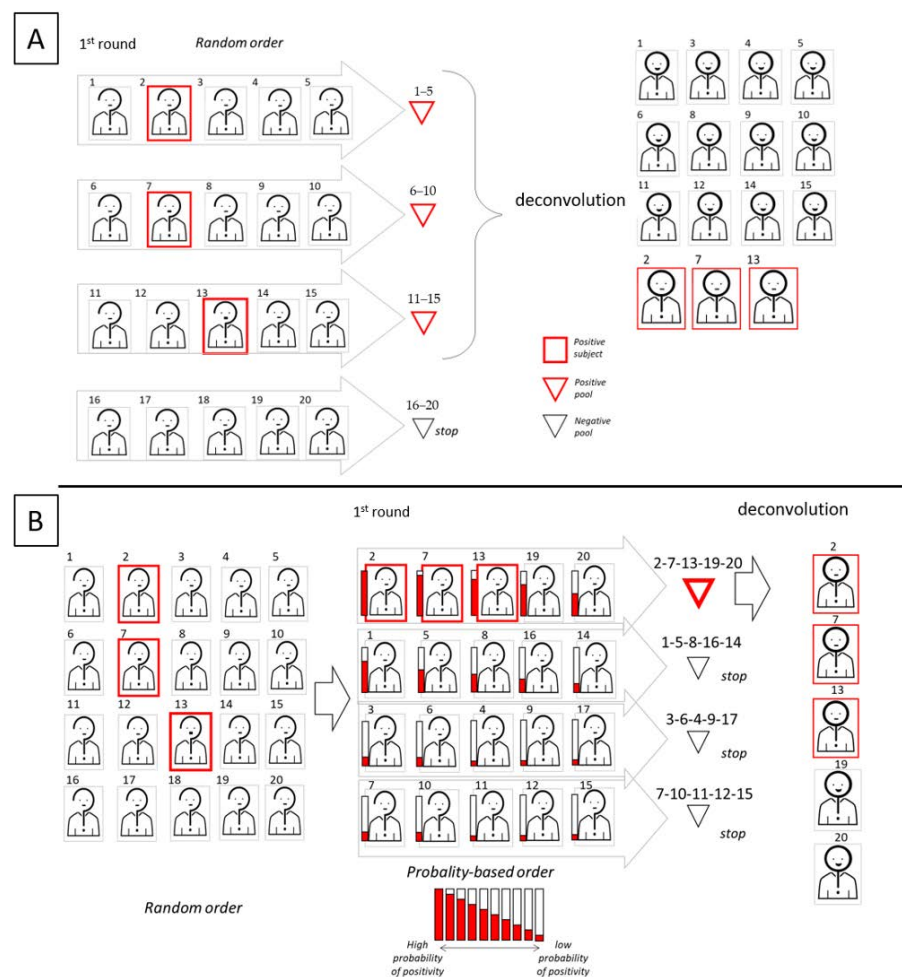 A
1st round Random order
1 2 3 4 5
1–5
6 7 8 9 10
6–10
11 12 13 14 15
11–15
16 17 18 19 20
16–20
stop
deconvolution
1 3 4 5
6 8 9 10
11 12 14 15
2 7 13
Positive
subject
Positive
pool
Negative
pool
B
1st round
deconvolution
1 2 3 4 5
6 7 8 9 10
11 12 13 14 15
16 17 18 19 20
Random order
2 7 13 19 20
2-7-13-19-20
1 5 8 16 14
1-5-8-16-14
stop
3 6 4 9 17
3-6-4-9-17
stop
7 10 11 12 15
7-10-11-12-15
stop
Probality-based order
High
probability
of positivity
low
probability
of positivity
2
7
13
19
20